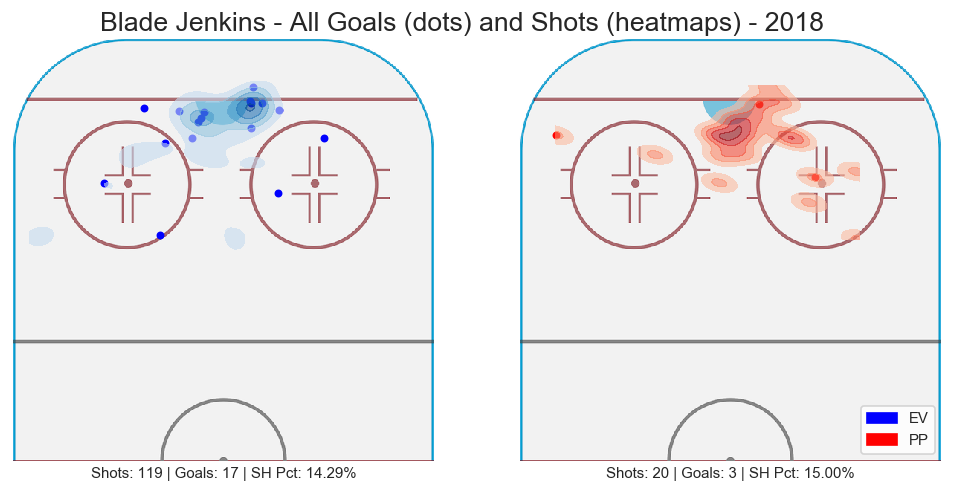 Blade Jenkins - All Goals (dots) and Shots (heatmaps) - 2018
EV
PP
Shots: 119 | Goals: 17 | SH Pct: 14.29%
Shots: 20 | Goals: 3 | SH Pct: 15.00%